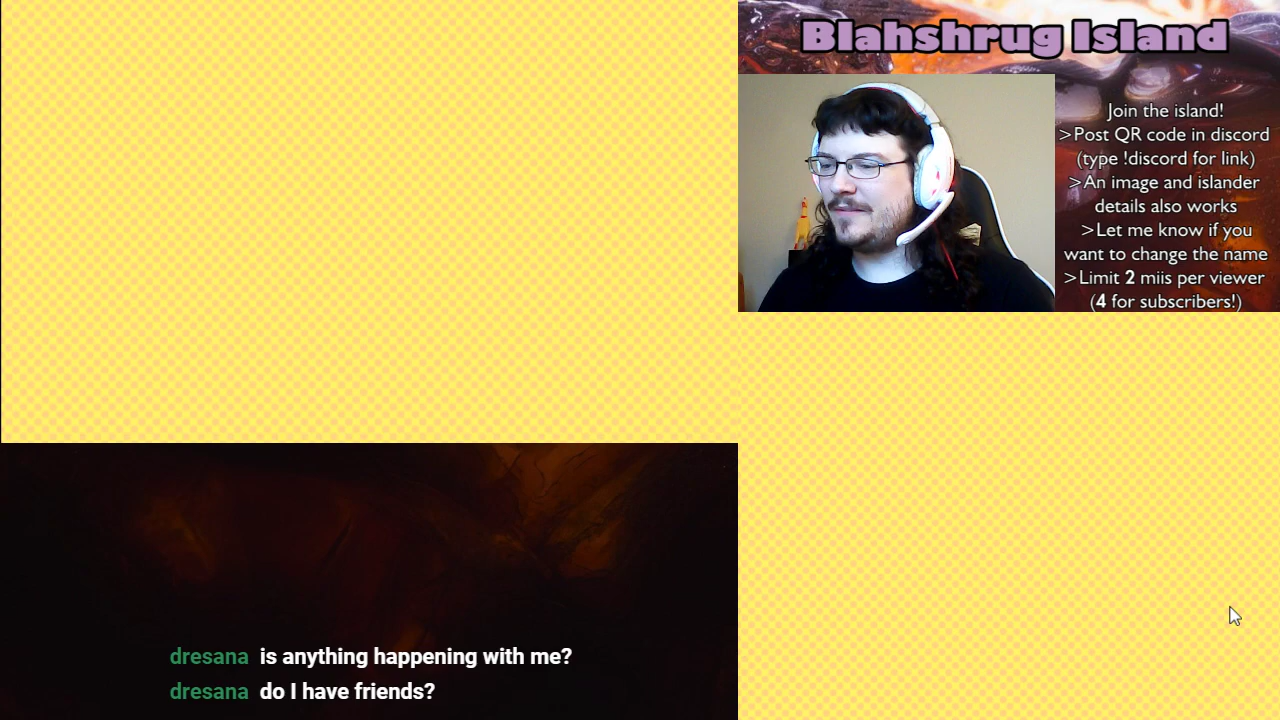 Blahshrug Island
Join the island!
>Post QR code in discord
(type !discord for link)
>An image and islander
details also works
>Let me know if you
want to change the name
>Limit 2 miis per viewer
(4 for subscribers!)
dresana is anything happening with me?
dresana do I have friends?